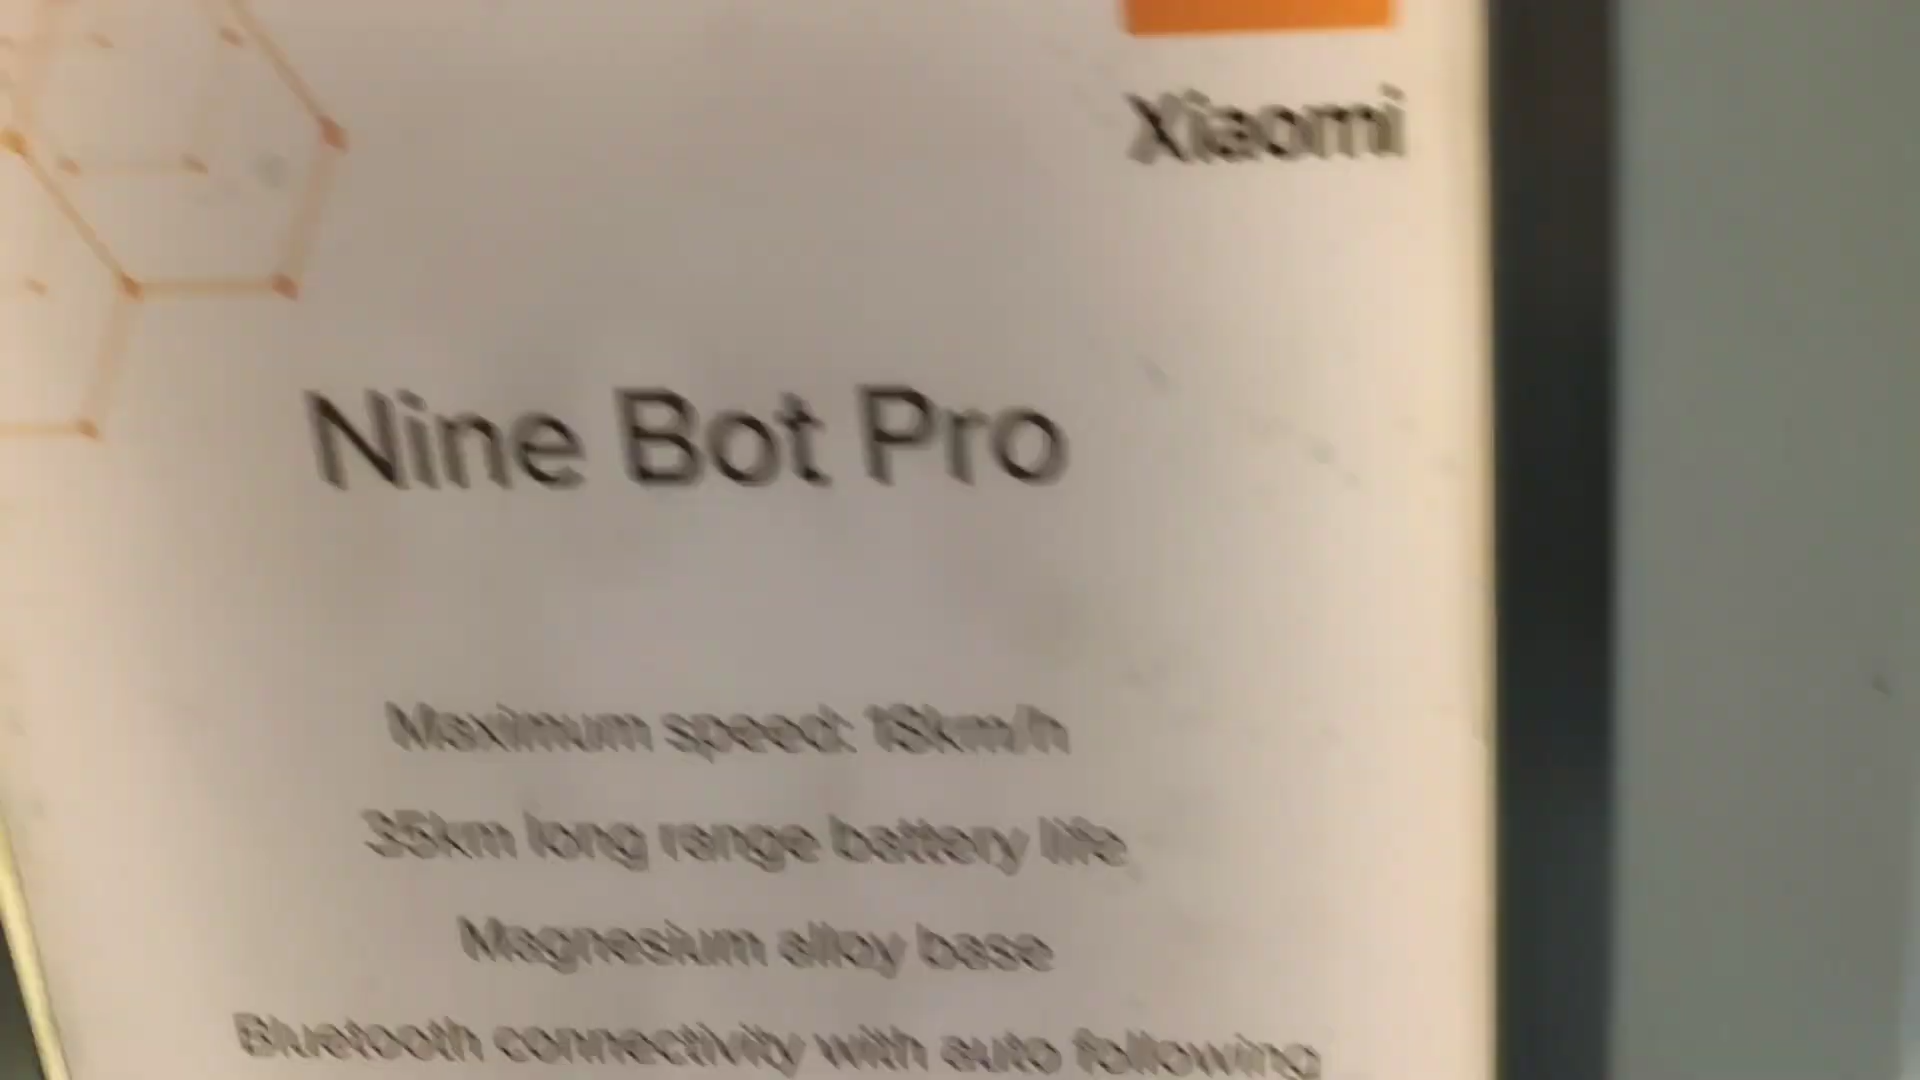 Xiaomi
Nine Bot Pro
Maximum speed: 18km/h
35km long range battery life
Magnesium alloy base
Bluetooth connectivity with auto following